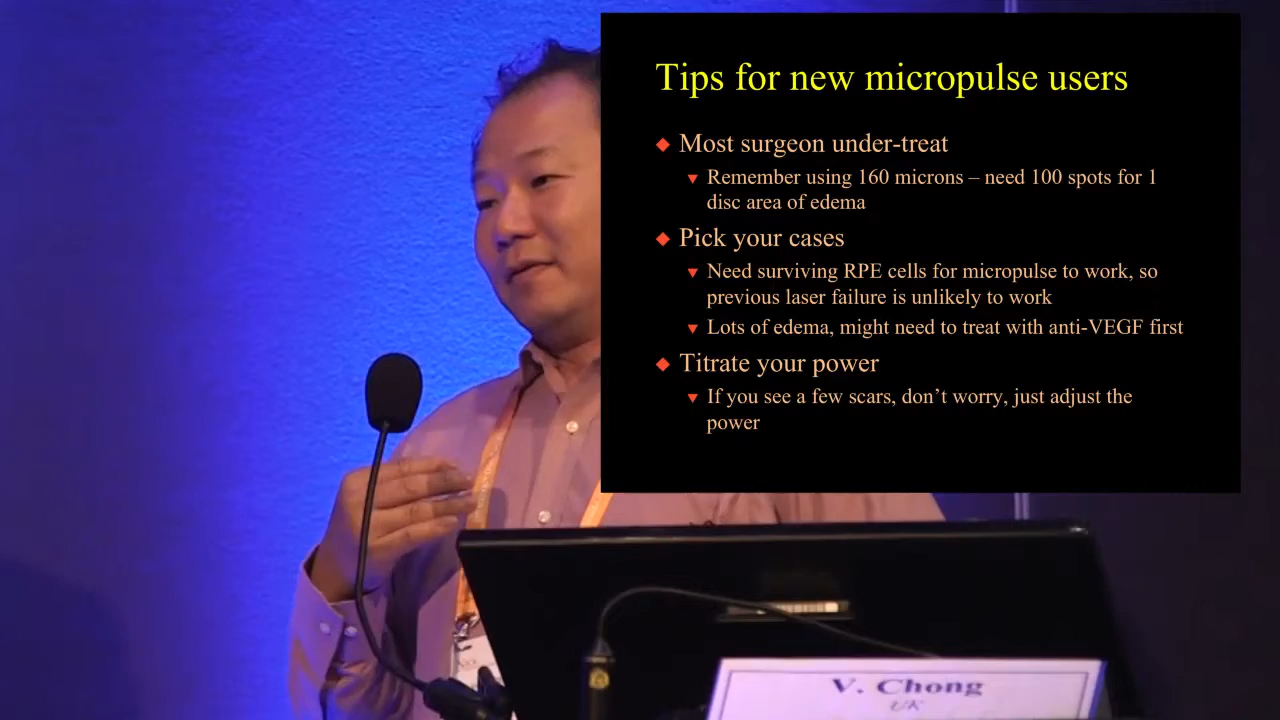 Tips for new micropulse users
Most surgeon under-treat
Remember using 160 microns – need 100 spots for 1
disc area of edema
Pick your cases
Need surviving RPE cells for micropulse to work, so
previous laser failure is unlikely to work
Lots of edema, might need to treat with anti-VEGF first
Titrate your power
If you see a few scars, don’t worry, just adjust the
power
V. Chong
UK